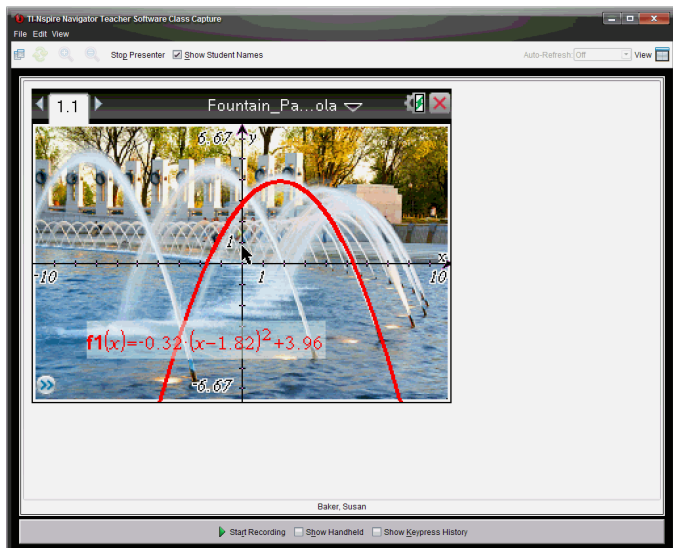 TI-Nspire Navigator Teacher Software Class Capture
File Edit View
Stop Presenter Show Student Names Auto-Refresh: Off View
1.1 Fountain_Pa...ola
6.67 y
1
x
-10 1 10
f1(x)=-0.32·(x-1.82)²+3.96
-6.67
Baker, Susan
Start Recording Show Handheld Show Keypress History